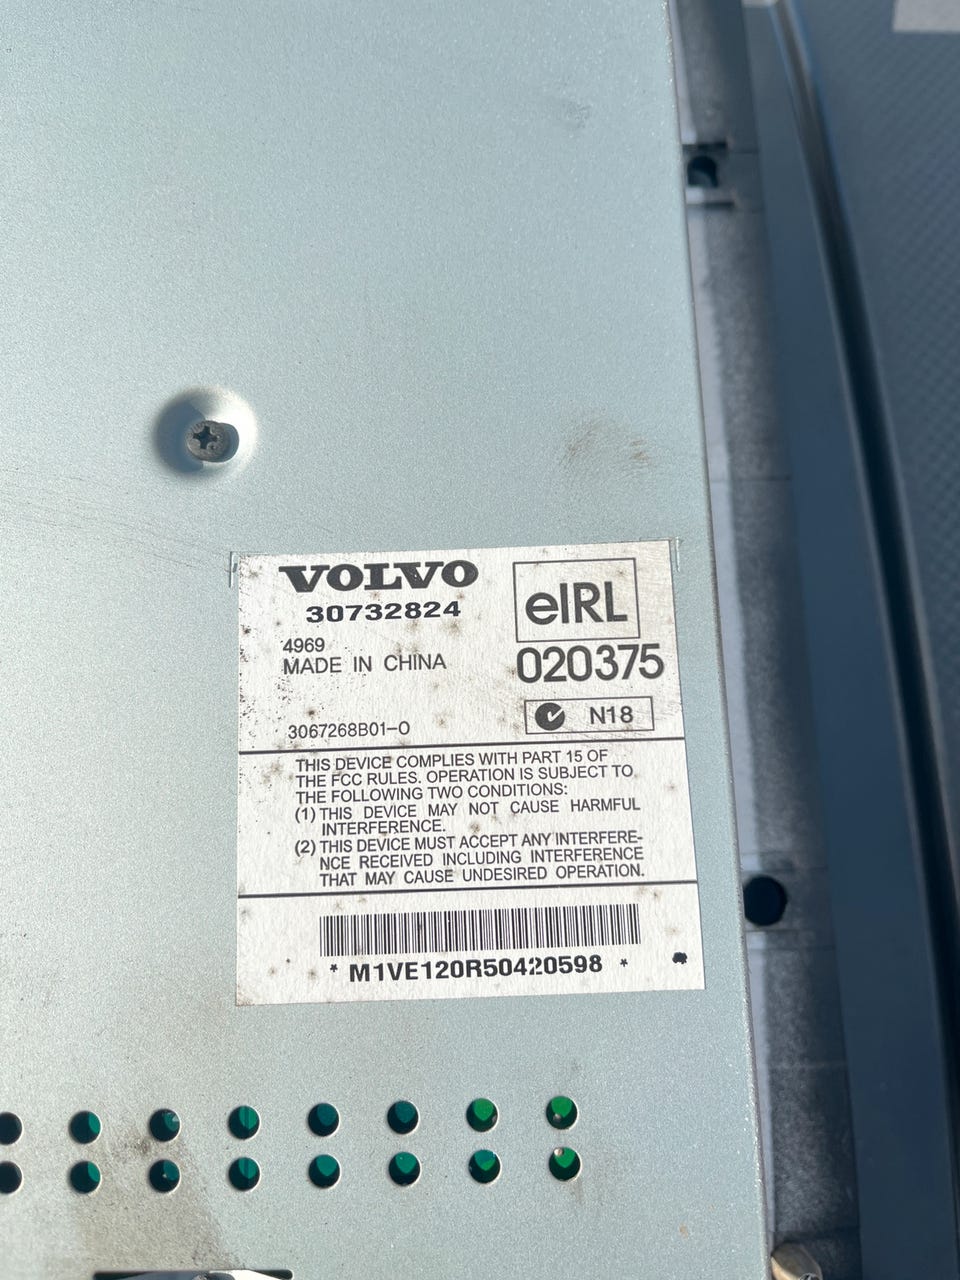 VOLVO
30732824
4969
MADE IN CHINA
3067268B01-0
eIRL
020375
N18
THIS DEVICE COMPLIES WITH PART 15 OF
THE FCC RULES. OPERATION IS SUBJECT TO
THE FOLLOWING TWO CONDITIONS:
(1) THIS DEVICE MAY NOT CAUSE HARMFUL
INTERFERENCE.
(2) THIS DEVICE MUST ACCEPT ANY INTERFERE-
NCE RECEIVED INCLUDING INTERFERENCE
THAT MAY CAUSE UNDESIRED OPERATION.
* M1VE120R50420598 *